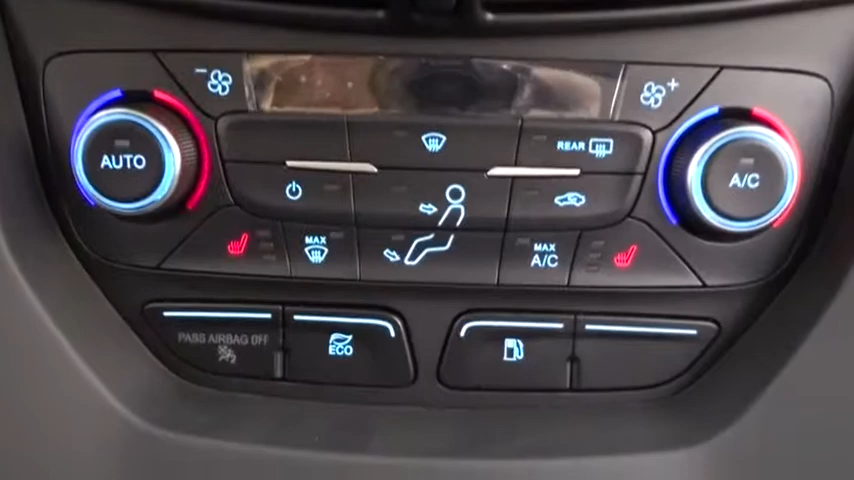 AUTO
REAR
A/C
MAX
MAX
A/C
PASS AIRBAG OFF
ECO